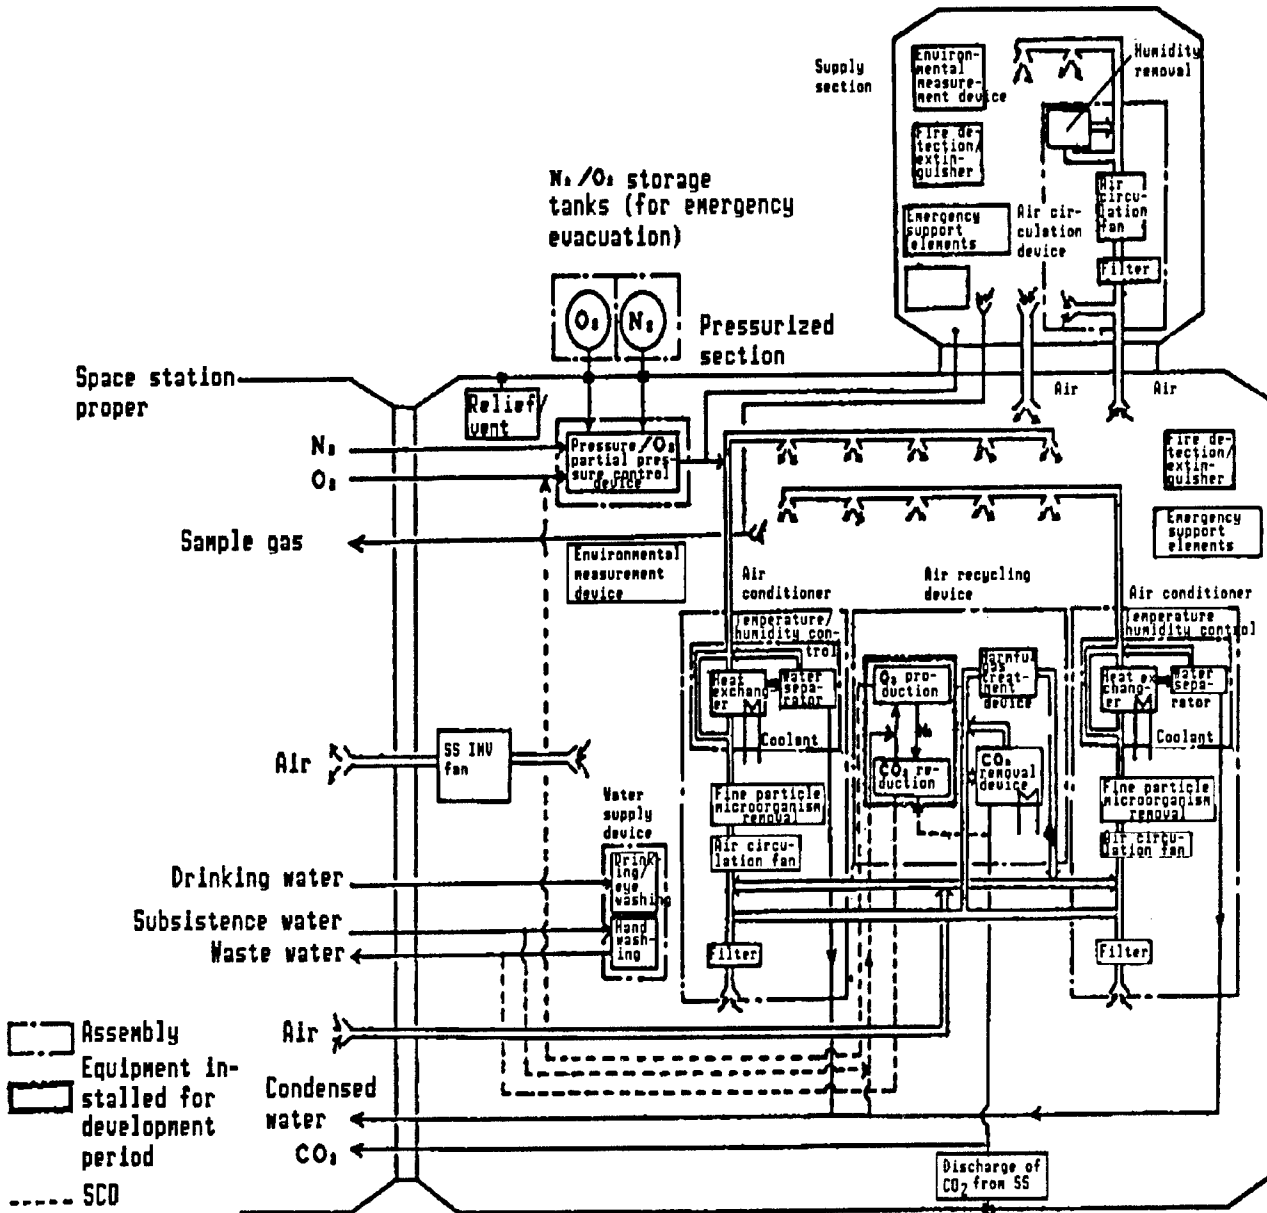 Supply
section
Environ-
mental
measure-
ment device
Humidity
removal
Fire de-
tection/
extin-
guisher
Emergency
support
elements
Air cir-
culation
device
Air
circu-
lation
fan
Filter
N₂/O₂ storage
tanks (for emergency
evacuation)
O₂
N₂
Pressurized
section
Air
Air
Space station
proper
Relief/
vent
N₂
O₂
Pressure/O₂
partial pres-
sure control
device
Fire de-
tection/
extin-
guisher
Emergency
support
elements
Sample gas
Environmental
measurement
device
Air
conditioner
Air recycling
device
Air conditioner
Temperature/
humidity con-
trol
Temperature
humidity control
Heat
exchang-
er
Water
sepa-
rator
Coolant
O₂ pro-
duction
N₂
CO₂ re-
duction
Harmful
gas
treat-
ment
device
CO₂
removal
device
Heat ex-
chang-
er
Water
sepa-
rator
Coolant
Air
SS IMV
fan
Fine particle
microorganism
removal
Air circu-
lation fan
Fine particle
microorganism
removal
Air circu-
lation fan
Water
supply
device
Drink-
ing/
eye
washing
Hand
wash-
ing
Drinking water
Subsistence water
Waste water
Filter
Filter
Air
Condensed
water
CO₂
Discharge of
CO₂ from SS
Assembly
Equipment in-
stalled for
development
period
SCD